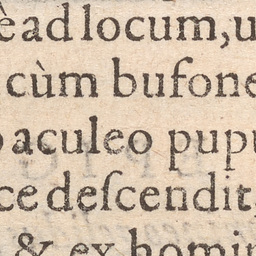 è ad locum, u
cùm bufone
o aculeo pupu
ce deſcendit,
& ex homin